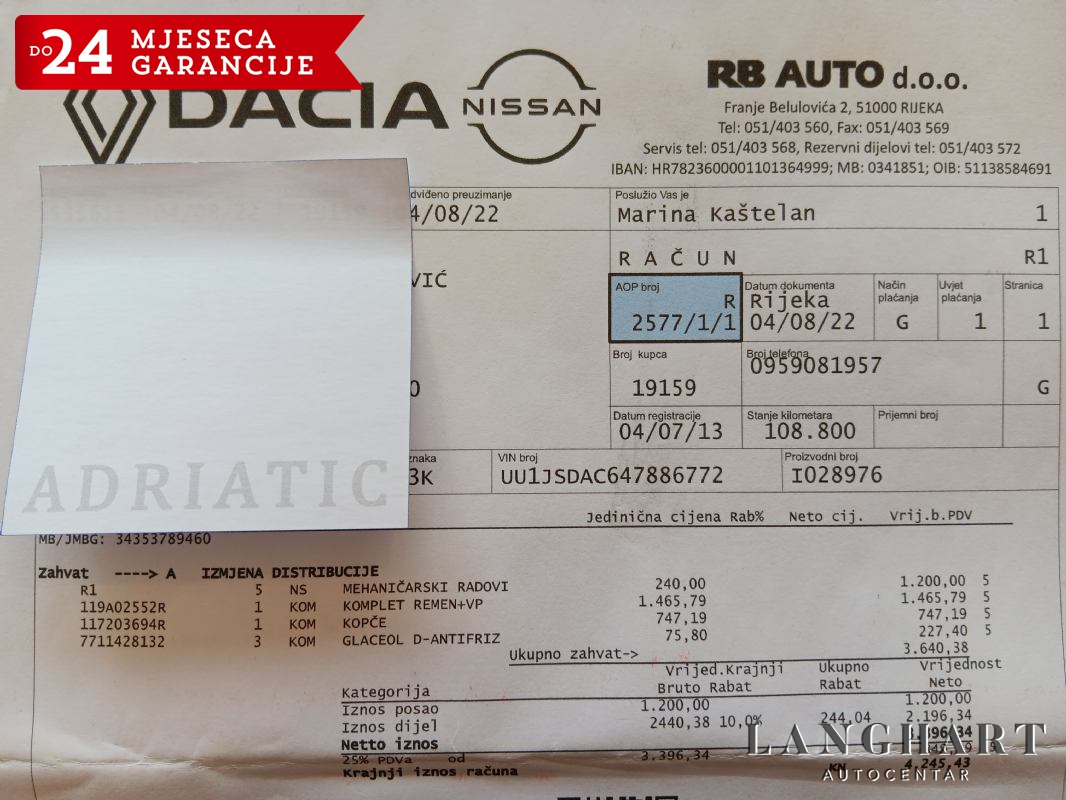 DO 24 MJESECA GARANCIJE
DACIA NISSAN
RB AUTO d.o.o.
Franje Belulovića 2, 51000 RIJEKA
Tel: 051/403 560, Fax: 051/403 569
Servis tel: 051/403 568, Rezervni dijelovi tel: 051/403 572
IBAN: HR7823600001101364999; MB: 0341851; OIB: 51138584691
dviđeno preuzimanje Poslužio Vas je
4/08/22 Marina Kaštelan 1
RAČUN R1
VIĆ
AOP broj Datum dokumenta Način plaćanja Uvjet plaćanja Stranica
R Rijeka
2577/1/1 04/08/22 G 1 1
Broj kupca Broj telefona
0959081957
0 19159 G
Datum registracije Stanje kilometara Prijemni broj
04/07/13 108.800
znaka VIN broj Proizvodni broj
3K UU1JSDAC647886772 I028976
ADRIATIC
Jedinična cijena Rab% Neto cij. Vrij.b.PDV
MB/JMBG: 34353789460
Zahvat ----> A IZMJENA DISTRIBUCIJE
R1 5 NS MEHANIČARSKI RADOVI 240,00 1.200,00 5
119A02552R 1 KOM KOMPLET REMEN+VP 1.465,79 1.465,79 5
117203694R 1 KOM KOPČE 747,19 747,19 5
7711428132 3 KOM GLACEOL D-ANTIFRIZ 75,80 227,40 5
Ukupno zahvat-> 3.640,38
Vrijed.Krajnji Ukupno Vrijednost
Kategorija Bruto Rabat Rabat Neto
Iznos posao 1.200,00 1.200,00
Iznos dijel 2440,38 10,0% 244,04 2.196,34
Netto iznos
25% PDVa od 3.396,34
Krajnji iznos računa KN 4.245,43
LANGHART
AUTOCENTAR